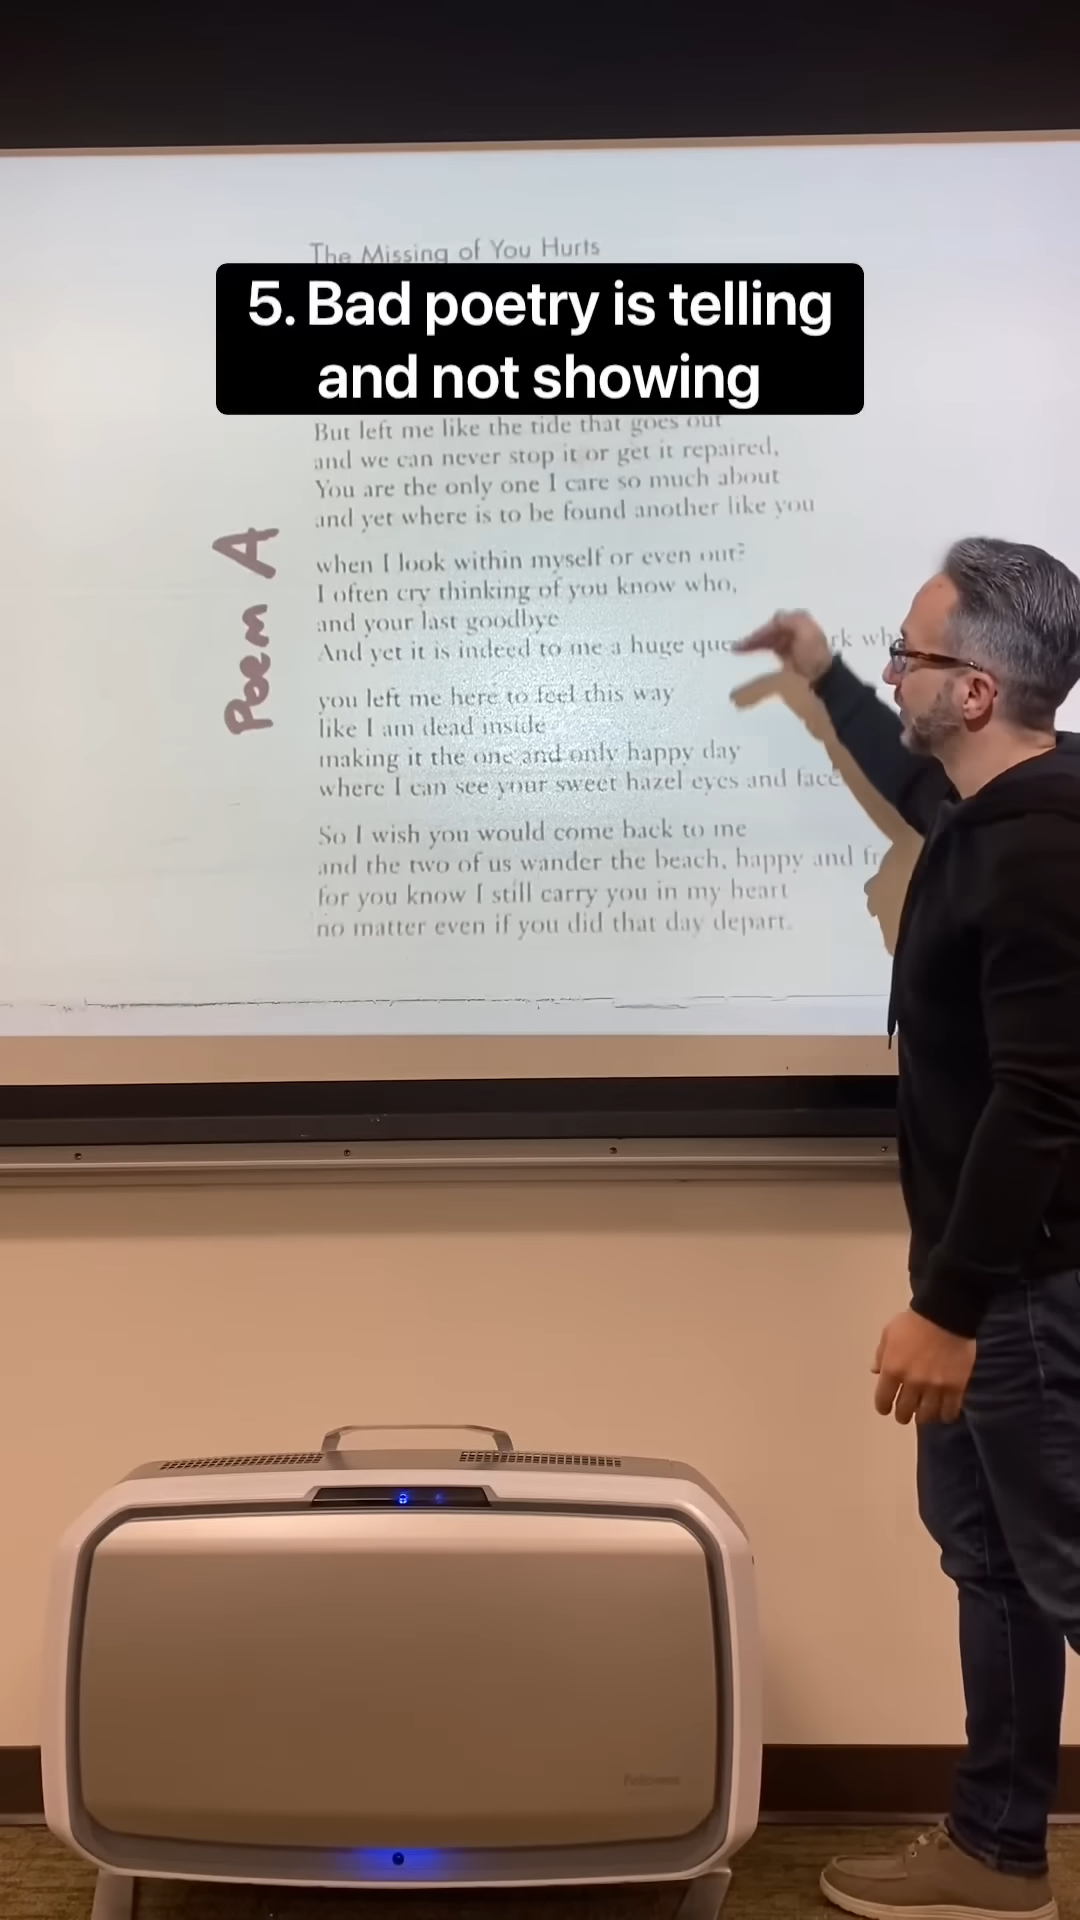 The Missing of You Hurts
5. Bad poetry is telling
and not showing
But left me like the tide that goes out
and we can never stop it or get it repaired,
You are the only one I care so much about
and yet where is to be found another like you
when I look within myself or even out?
I often cry thinking of you know who,
and your last goodbye
And yet it is indeed to me a huge
you left me here to feel this way
like I am dead inside
making it the one and only happy day
where I can see your sweet hazel eyes and face
So I wish you would come back to me
and the two of us wander the beach, happy and
for you know I still carry you in my heart
no matter even if you did that day depart.
Poem A
Fellowes